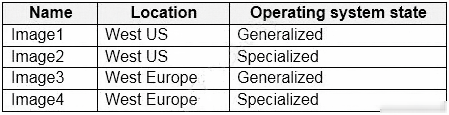 Name Location Operating system state
Image1 West US Generalized
Image2 West US Specialized
Image3 West Europe Generalized
Image4 West Europe Specialized